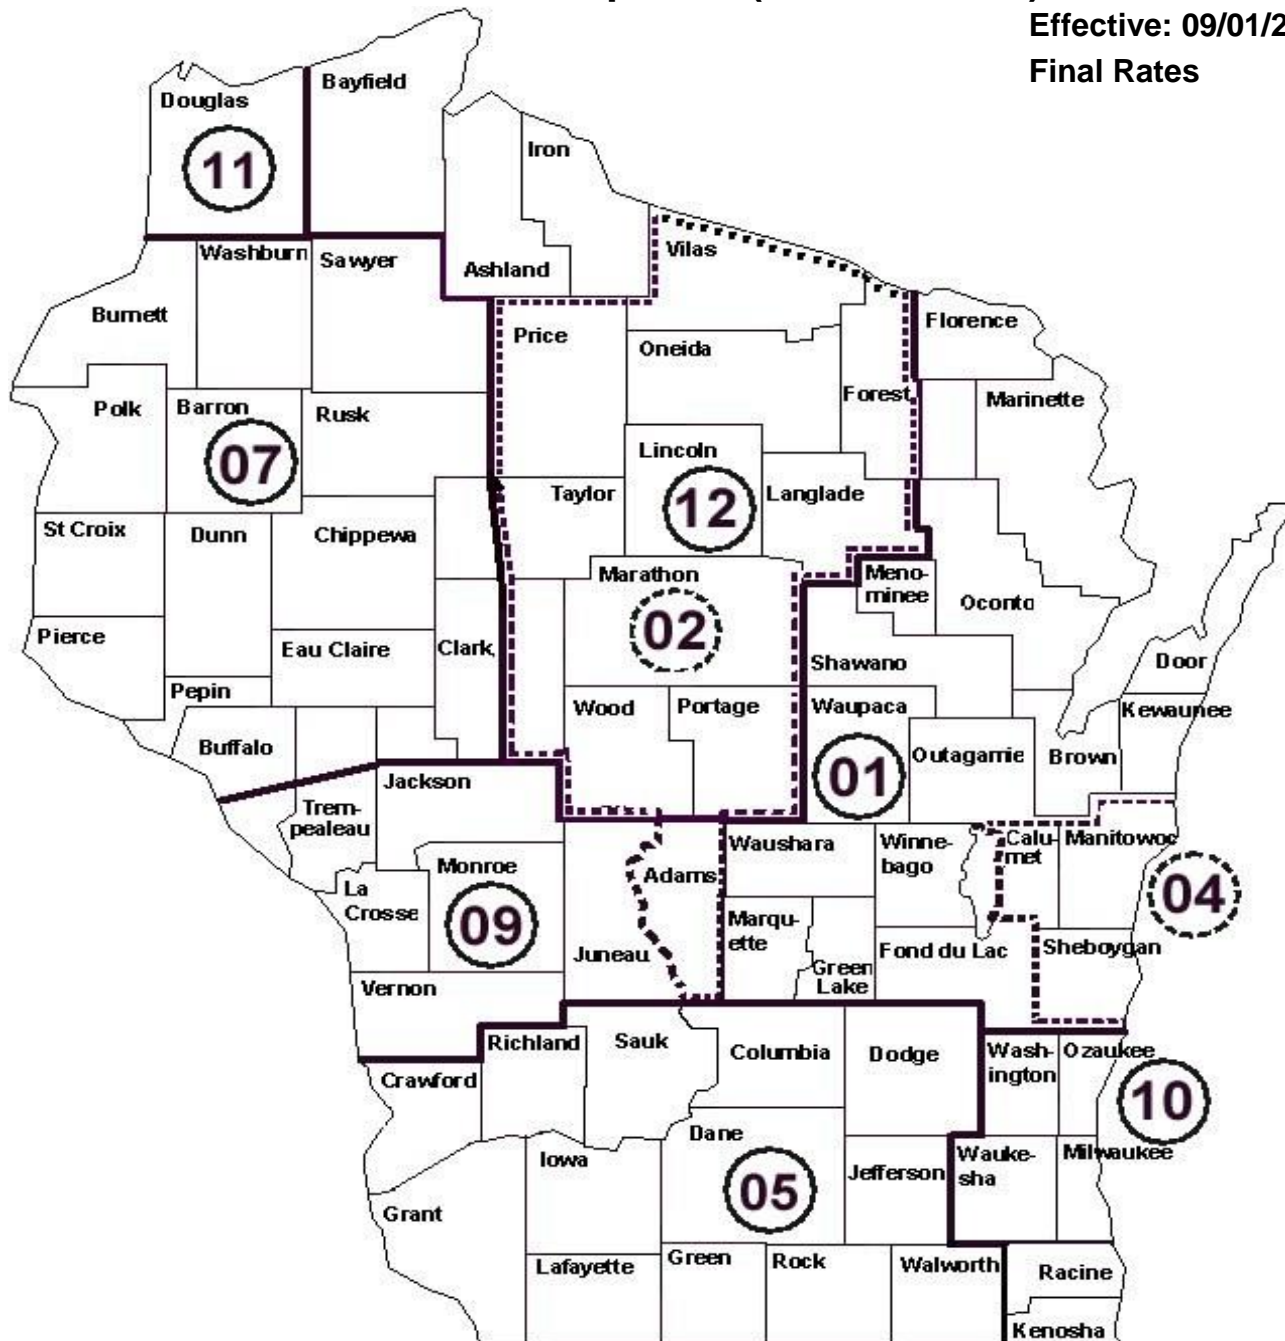 Effective: 09/01/2
Final Rates
Bayfield
Douglas
11
Iron
Vilas
Washburn
Sawyer
Ashland
Burnett
Florence
Price
Oneida
Forest
Marinette
Polk
Barron
Rusk
07
Lincoln
12
Taylor
Langlade
St Croix
Dunn
Chippewa
Marathon
Meno-
minee
Oconto
02
Pierce
Eau Claire
Clark
Shawano
Door
Pepin
Wood
Portage
Waupaca
Kewaunee
Buffalo
01
Outagamie
Brown
Jackson
Trem-
pealeau
Waushara
Winne-
bago
Calu-
met
Manitowoc
Monroe
Adams
La
Crosse
09
04
Marqu-
ette
Juneau
Green
Lake
Fond du Lac
Sheboygan
Vernon
Richland
Sauk
Columbia
Dodge
Wash-
ington
Ozaukee
Crawford
10
Dane
Iowa
Jefferson
Wauke-
sha
Milwaukee
05
Grant
Lafayette
Green
Rock
Walworth
Racine
Kenosha